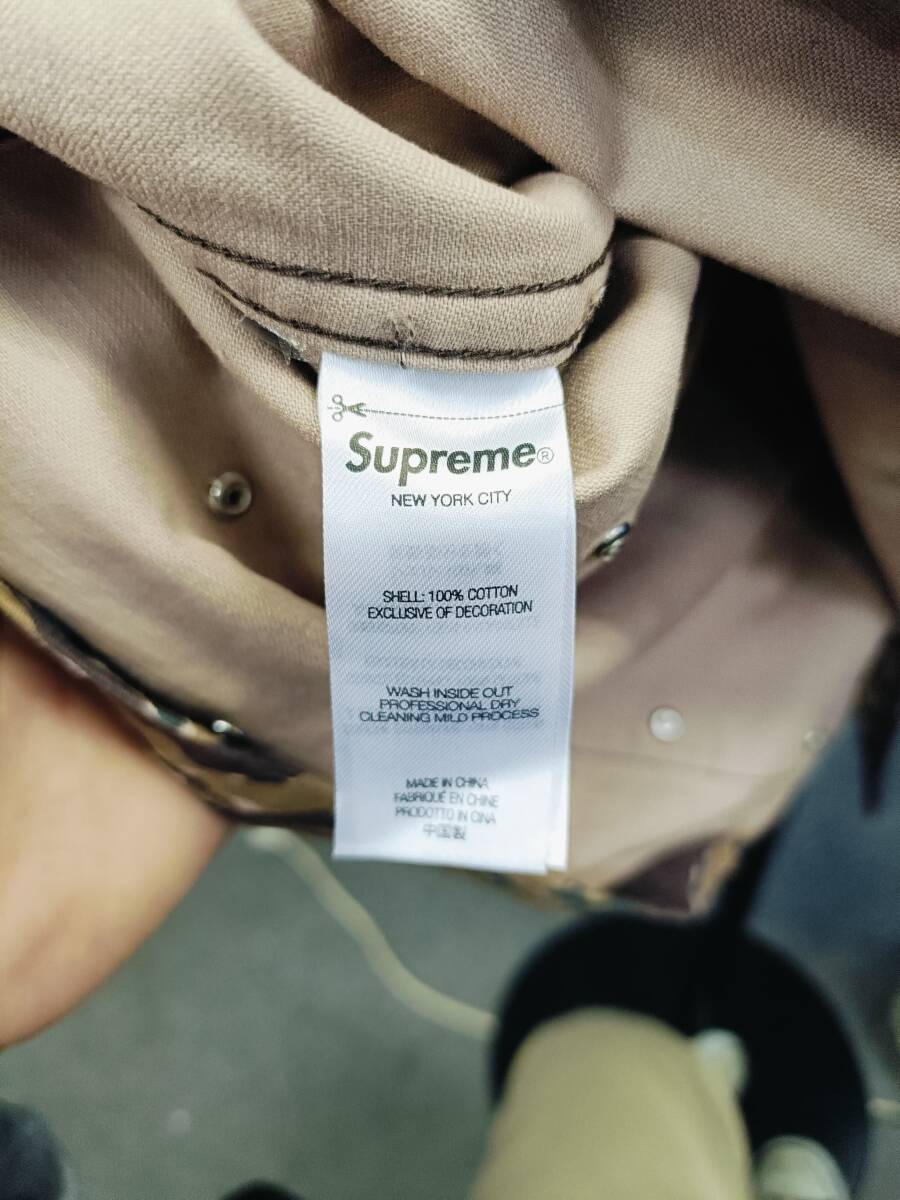 Supreme®
NEW YORK CITY
SHELL: 100% COTTON
EXCLUSIVE OF DECORATION
WASH INSIDE OUT
PROFESSIONAL DRY
CLEANING MILD PROCESS
MADE IN CHINA
FABRIQUÉ EN CHINE
PRODOTTO IN CINA
中国製